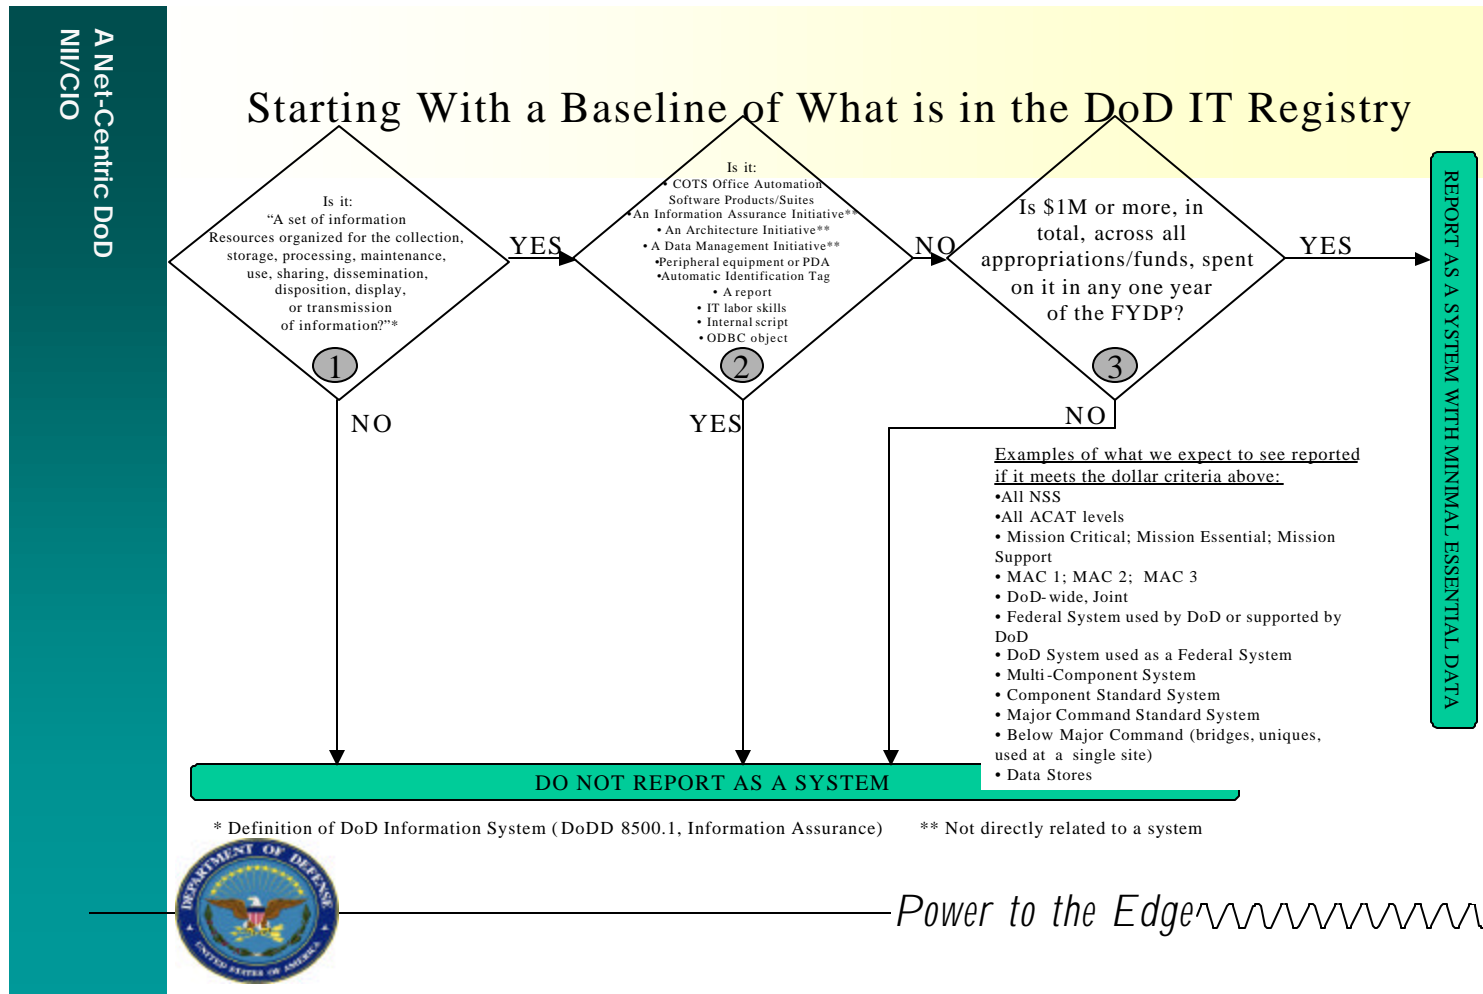 A Net-Centric DoD
NII/CIO
Starting With a Baseline of What is in the DoD IT Registry
Is it:
“A set of information
Resources organized for the collection,
storage, processing, maintenance,
use, sharing, dissemination,
disposition, display,
or transmission
of information?”*
1
YES
NO
Is it:
• COTS Office Automation
Software Products/Suites
•An Information Assurance Initiative**
• An Architecture Initiative**
• A Data Management Initiative**
•Peripheral equipment or PDA
•Automatic Identification Tag
• A report
• IT labor skills
• Internal script
• ODBC object
2
NO
YES
Is $1M or more, in
total, across all
appropriations/funds, spent
on it in any one year
of the FYDP?
3
YES
NO
REPORT AS A SYSTEM WITH MINIMAL ESSENTIAL DATA
Examples of what we expect to see reported
if it meets the dollar criteria above:
•All NSS
•All ACAT levels
• Mission Critical; Mission Essential; Mission
Support
• MAC 1; MAC 2; MAC 3
• DoD-wide, Joint
• Federal System used by DoD or supported by
DoD
• DoD System used as a Federal System
• Multi-Component System
• Component Standard System
• Major Command Standard System
• Below Major Command (bridges, uniques,
used at a single site)
• Data Stores
DO NOT REPORT AS A SYSTEM
* Definition of DoD Information System (DoDD 8500.1, Information Assurance)
** Not directly related to a system
DEPARTMENT OF DEFENSE
UNITED STATES OF AMERICA
Power to the Edge